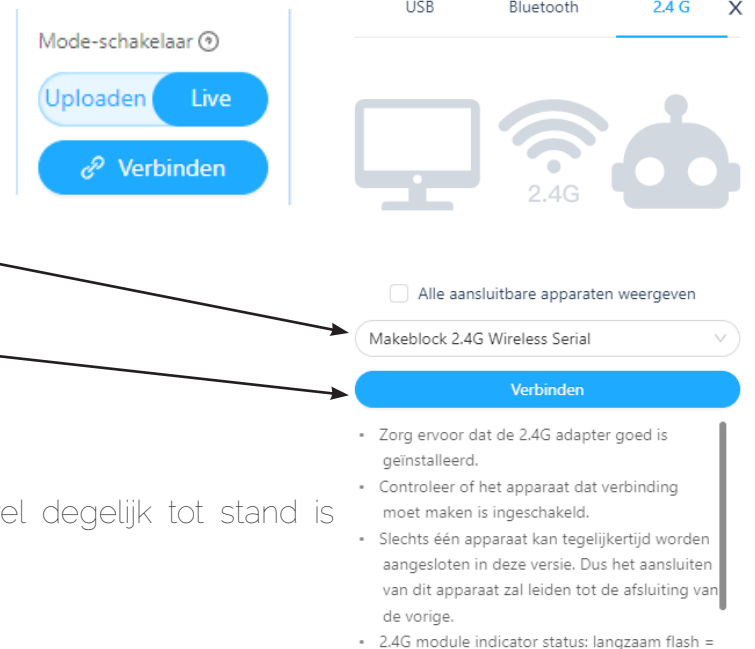 Mode-schakelaar
Uploaden Live
Verbinden
USB Bluetooth 2.4 G X
2.4G
Alle aansluitbare apparaten weergeven
Makeblock 2.4G Wireless Serial
Verbinden
• Zorg ervoor dat de 2.4G adapter goed is
geïnstalleerd.
• Controleer of het apparaat dat verbinding
moet maken is ingeschakeld.
• Slechts één apparaat kan tegelijkertijd worden
aangesloten in deze versie. Dus het aansluiten
van dit apparaat zal leiden tot de afsluiting van
de vorige.
• 2.4G module indicator status: langzaam flash =
degelijk tot stand is